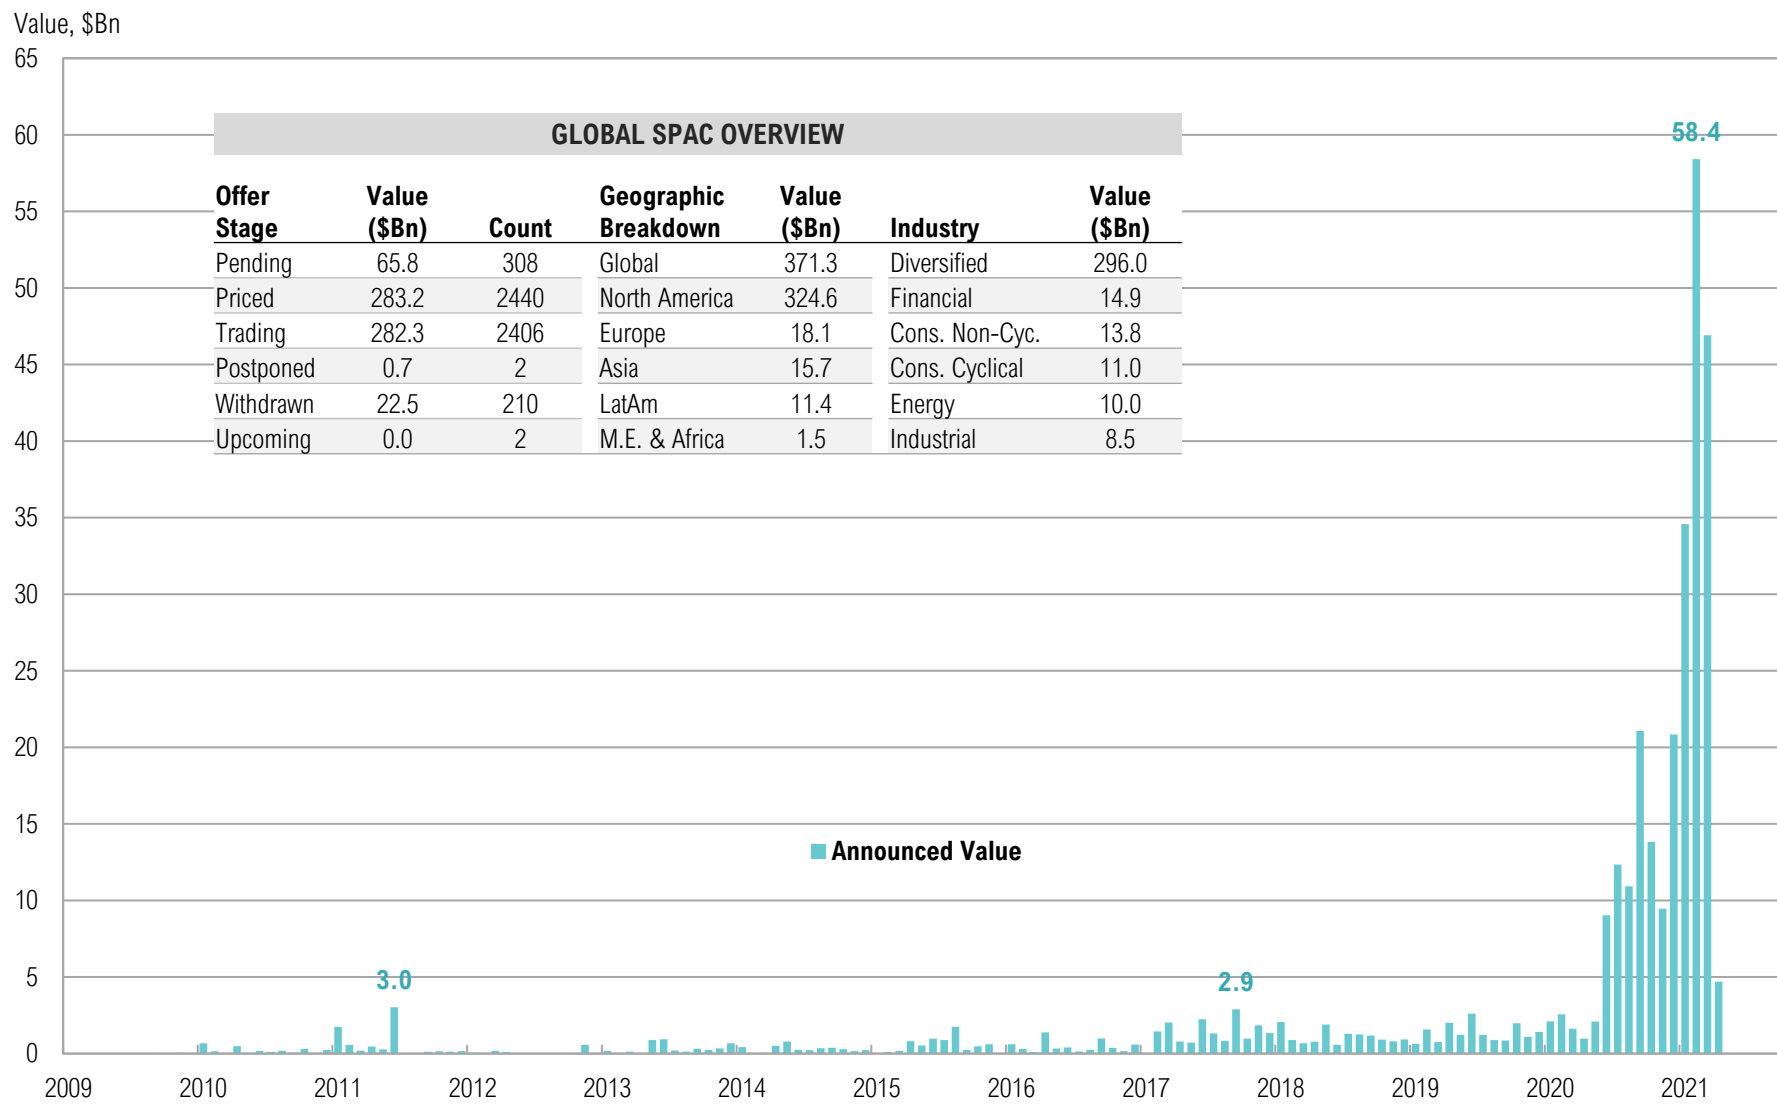 Value, $Bn
65
60
55
50
45
40
35
30
25
20
15
10
5
0
GLOBAL SPAC OVERVIEW
Offer Stage Value ($Bn) Count Geographic Breakdown Value ($Bn) Industry Value ($Bn)
Pending 65.8 308 Global 371.3 Diversified 296.0
Priced 283.2 2440 North America 324.6 Financial 14.9
Trading 282.3 2406 Europe 18.1 Cons. Non-Cyc. 13.8
Postponed 0.7 2 Asia 15.7 Cons. Cyclical 11.0
Withdrawn 22.5 210 LatAm 11.4 Energy 10.0
Upcoming 0.0 2 M.E. & Africa 1.5 Industrial 8.5
58.4
Announced Value
3.0
2.9
2009 2010 2011 2012 2013 2014 2015 2016 2017 2018 2019 2020 2021